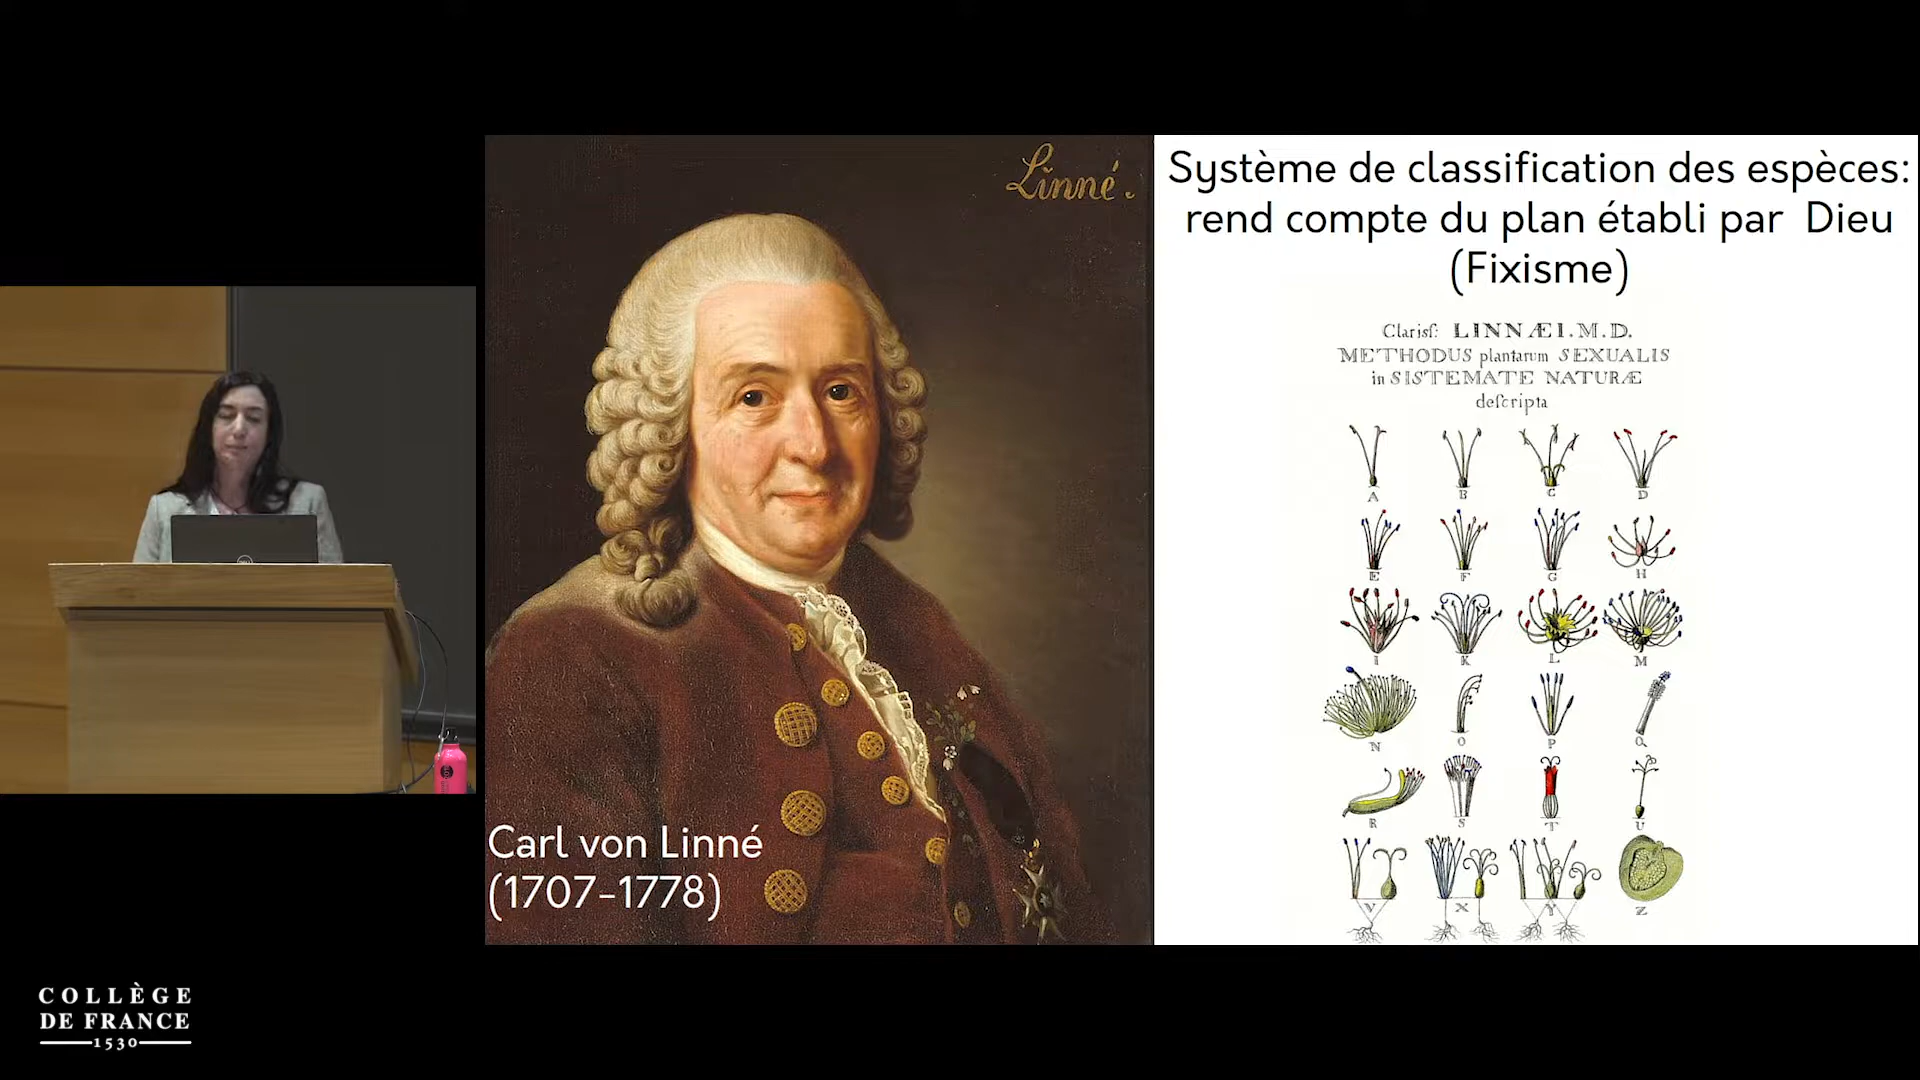 Linné.
Carl von Linné
(1707-1778)
Système de classification des espèces:
rend compte du plan établi par Dieu
(Fixisme)
Clarisſ: LINNÆI.M.D.
METHODUS plantarum SEXUALIS
in SISTEMATE NATURÆ
deſcripta
A B C D
E F G H
I K L M
N O P Q
R S T U
V X Y Z
COLLÈGE
DE FRANCE
1530